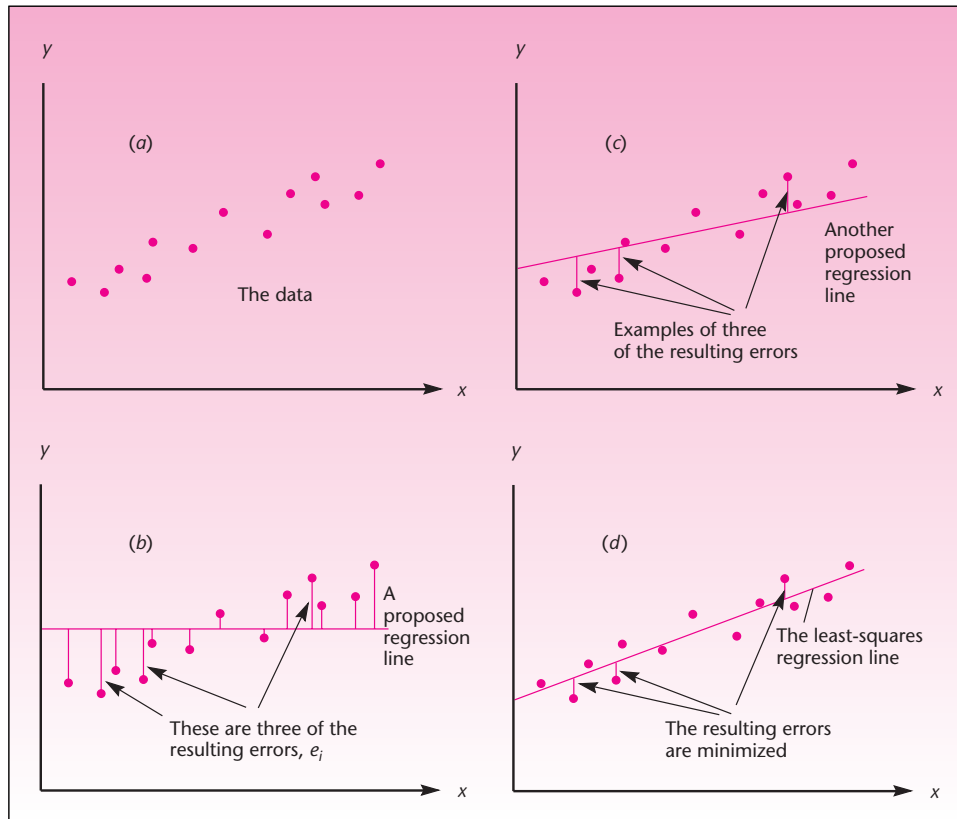 y
(a)
The data
x
y
(c)
Another
proposed
regression
line
Examples of three
of the resulting errors
x
y
(b)
A
proposed
regression
line
These are three of the
resulting errors, ei
x
y
(d)
The least-squares
regression line
The resulting errors
are minimized
x